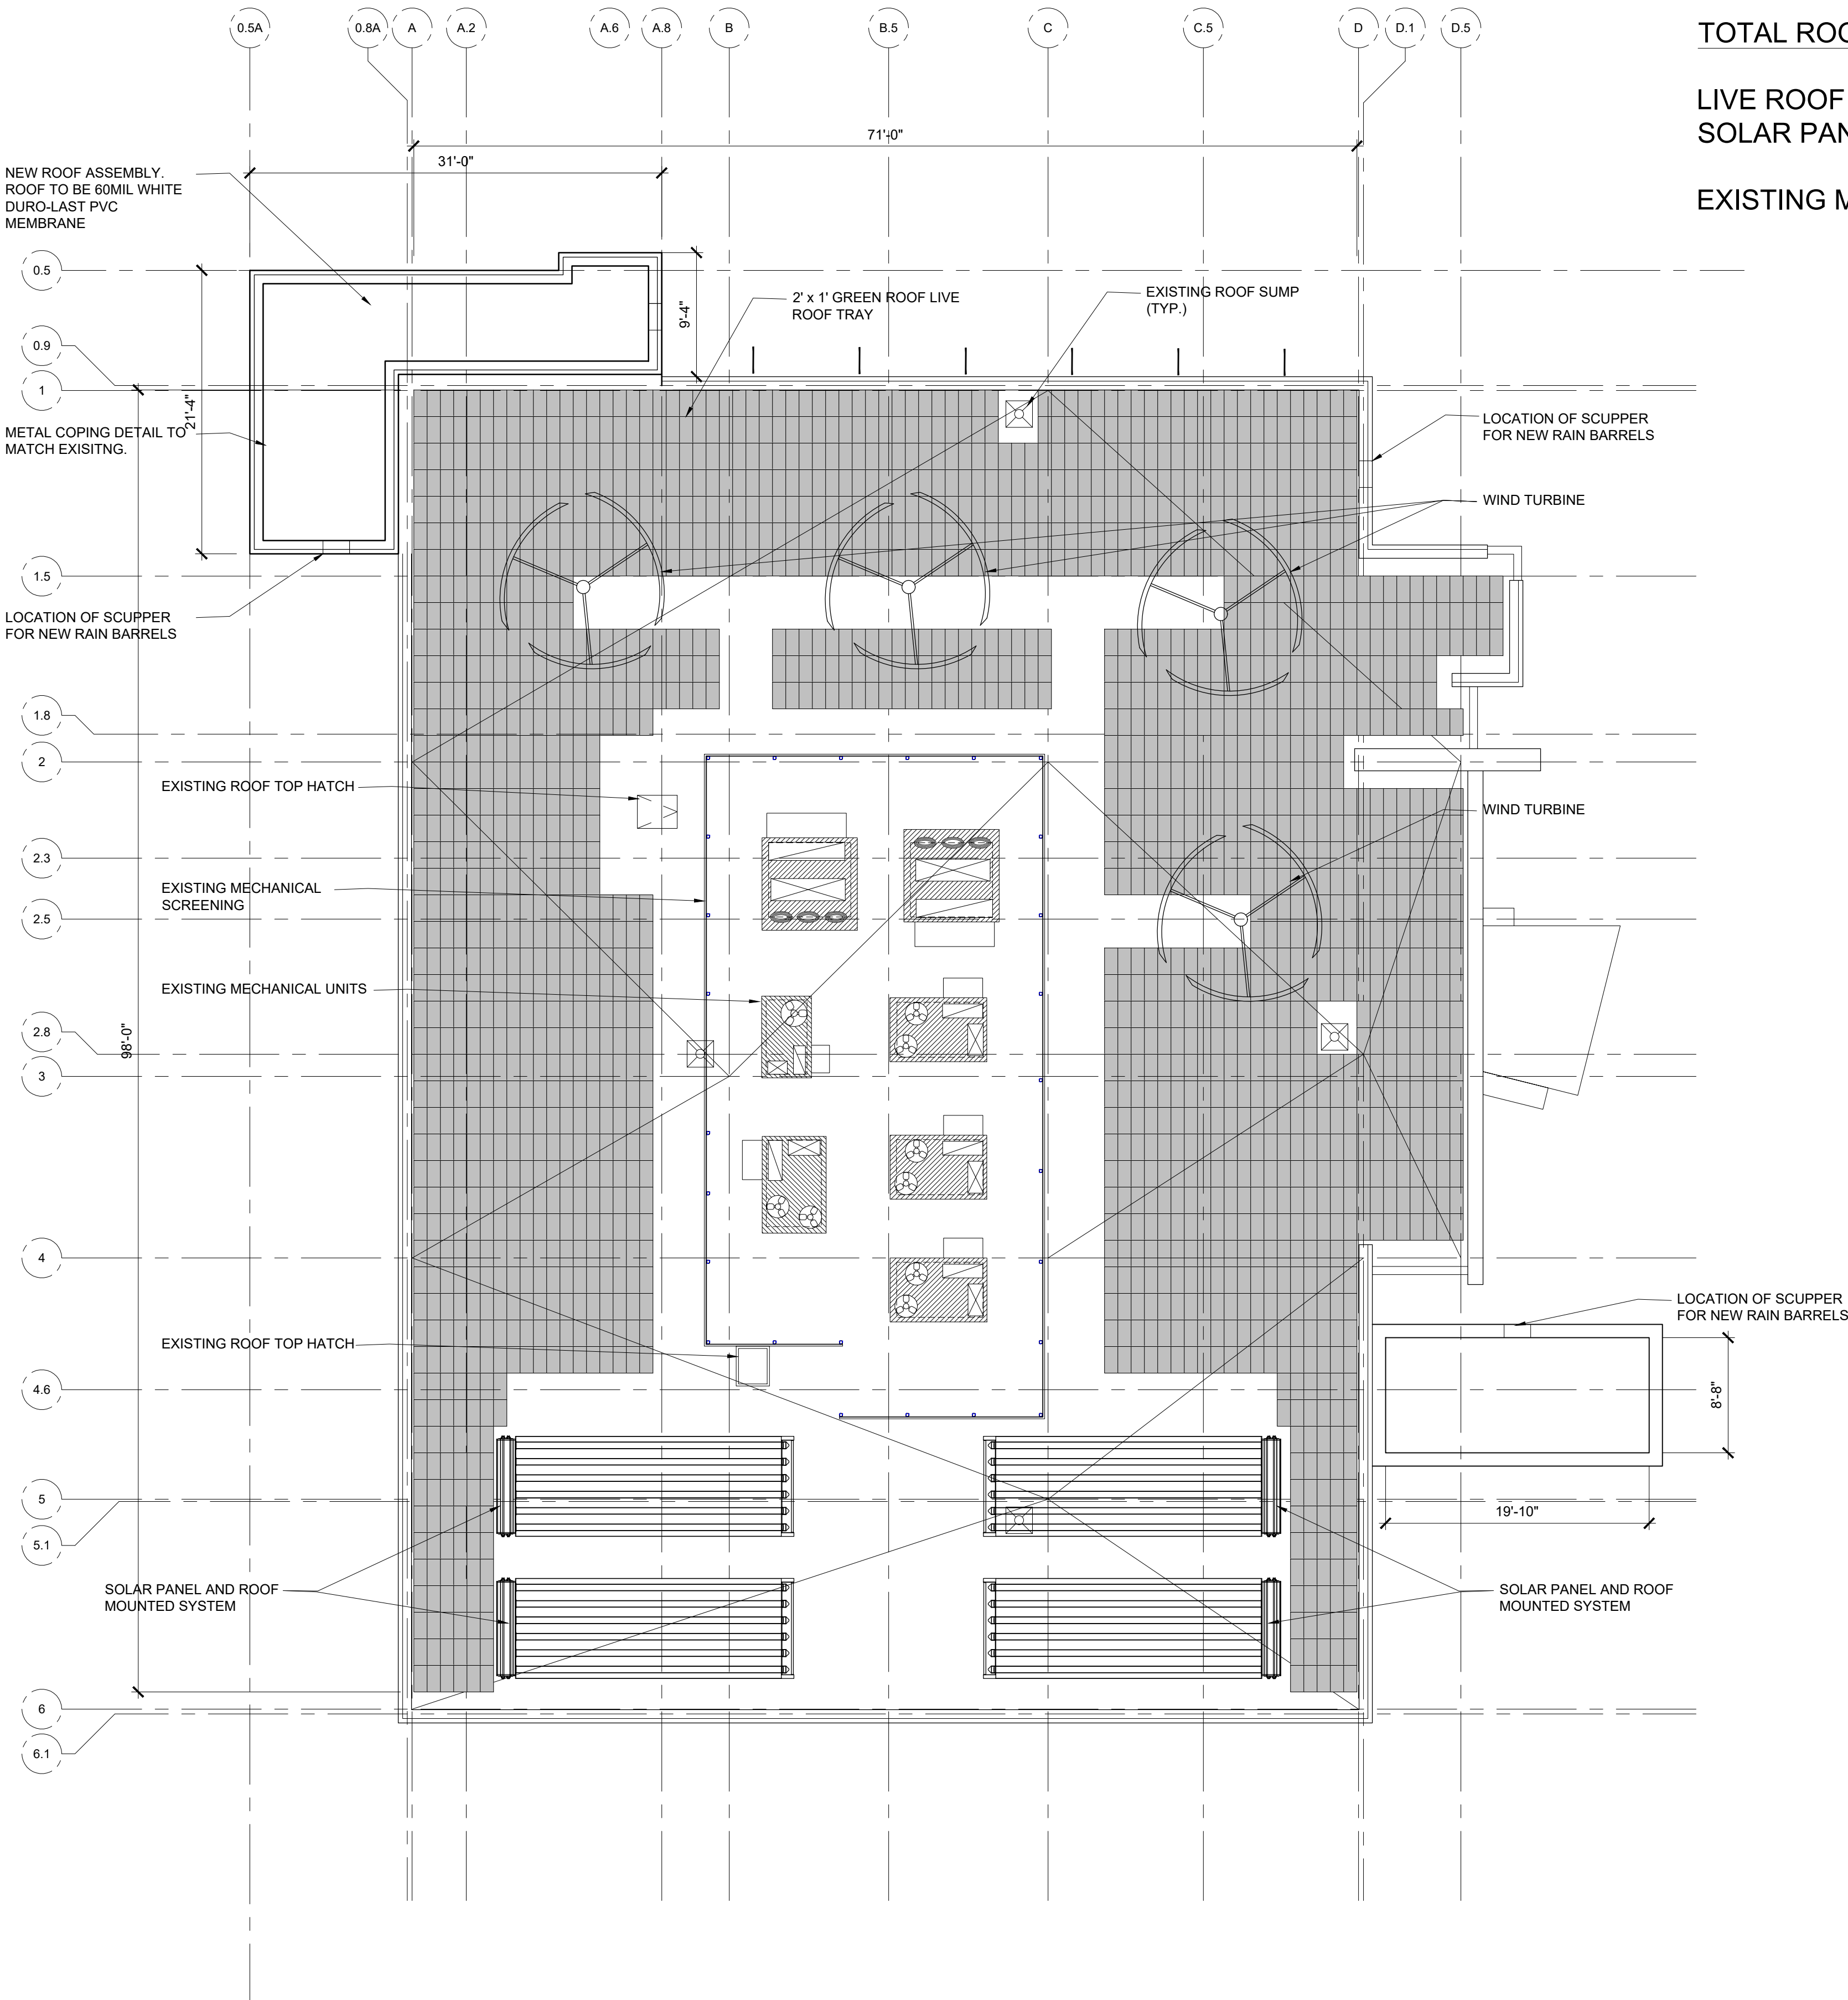 0.5A 0.8A A A.2 A.6 A.8 B B.5 C C.5 D D.1 D.5
TOTAL ROO
LIVE ROOF
SOLAR PAN
EXISTING M
71'-0"
31'-0"
NEW ROOF ASSEMBLY.
ROOF TO BE 60MIL WHITE
DURO-LAST PVC
MEMBRANE
0.5
2' x 1' GREEN ROOF LIVE
ROOF TRAY
EXISTING ROOF SUMP
(TYP.)
9'-4"
0.9
1
21'-4"
METAL COPING DETAIL TO
MATCH EXISITNG.
LOCATION OF SCUPPER
FOR NEW RAIN BARRELS
WIND TURBINE
1.5
LOCATION OF SCUPPER
FOR NEW RAIN BARRELS
1.8
2
EXISTING ROOF TOP HATCH
WIND TURBINE
2.3
EXISTING MECHANICAL
SCREENING
2.5
EXISTING MECHANICAL UNITS
2.8
98'-0"
3
4
LOCATION OF SCUPPER
FOR NEW RAIN BARRELS
EXISTING ROOF TOP HATCH
4.6
8'-8"
5
19'-10"
5.1
SOLAR PANEL AND ROOF
MOUNTED SYSTEM
SOLAR PANEL AND ROOF
MOUNTED SYSTEM
6
6.1